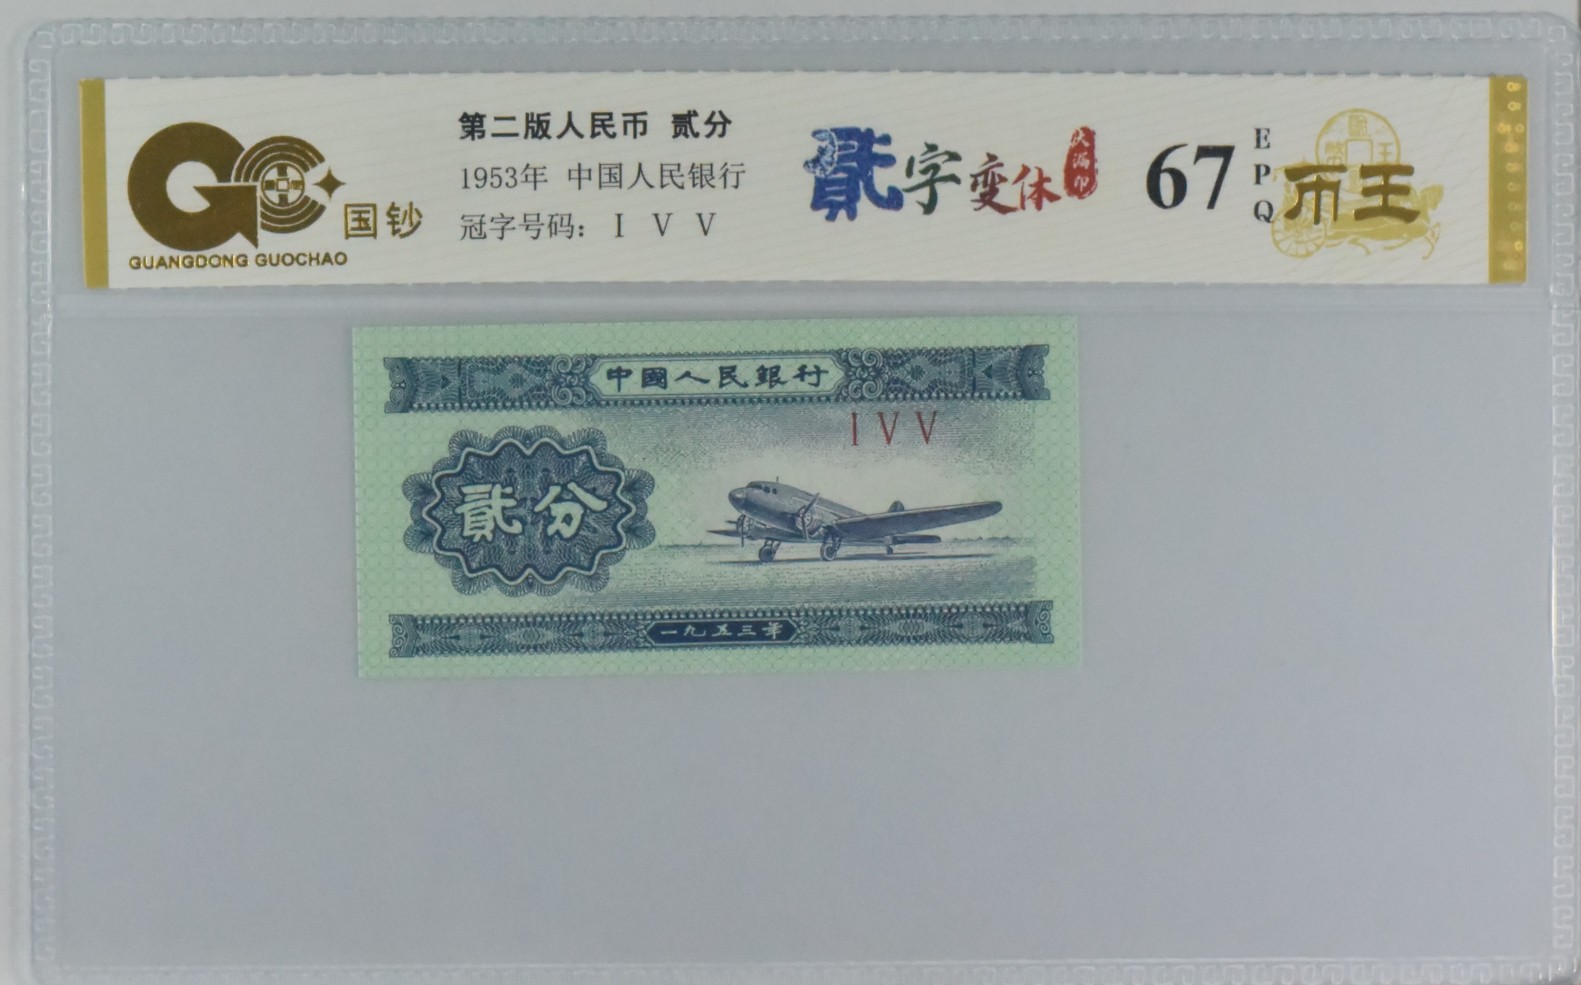 第二版人民币 贰分
1953年 中国人民银行
冠字号码: I V V
国钞
GUANGDONG GUOCHAO
貳字变体
67
EPQ
币王
中國人民銀行
I V V
貳分
一九五三年